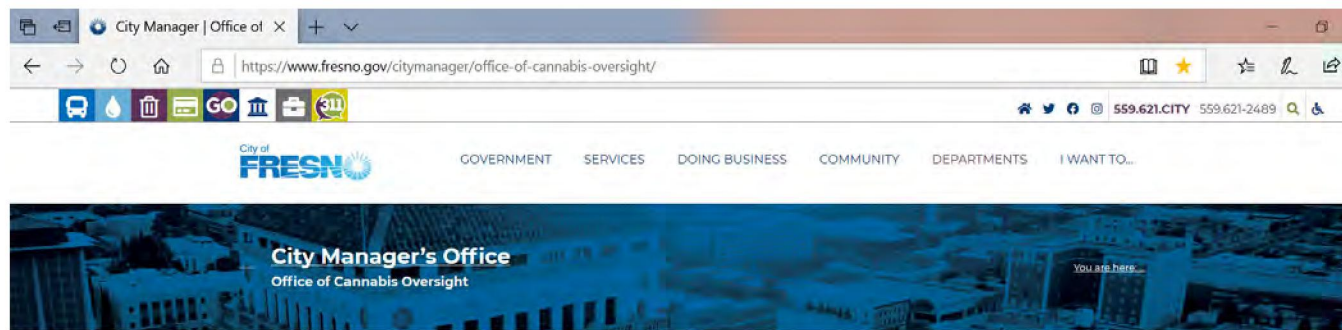 City Manager | Office of
https://www.fresno.gov/citymanager/office-of-cannabis-oversight/
GO 311 559.621.CITY 559.621-2489
City of
FRESNO
GOVERNMENT SERVICES DOING BUSINESS COMMUNITY DEPARTMENTS I WANT TO...
City Manager's Office
Office of Cannabis Oversight
You are here:...